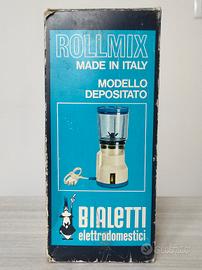 ROLLMIX
MADE IN ITALY
MODELLO
DEPOSITATO
BIALETTI
elettrodomestici